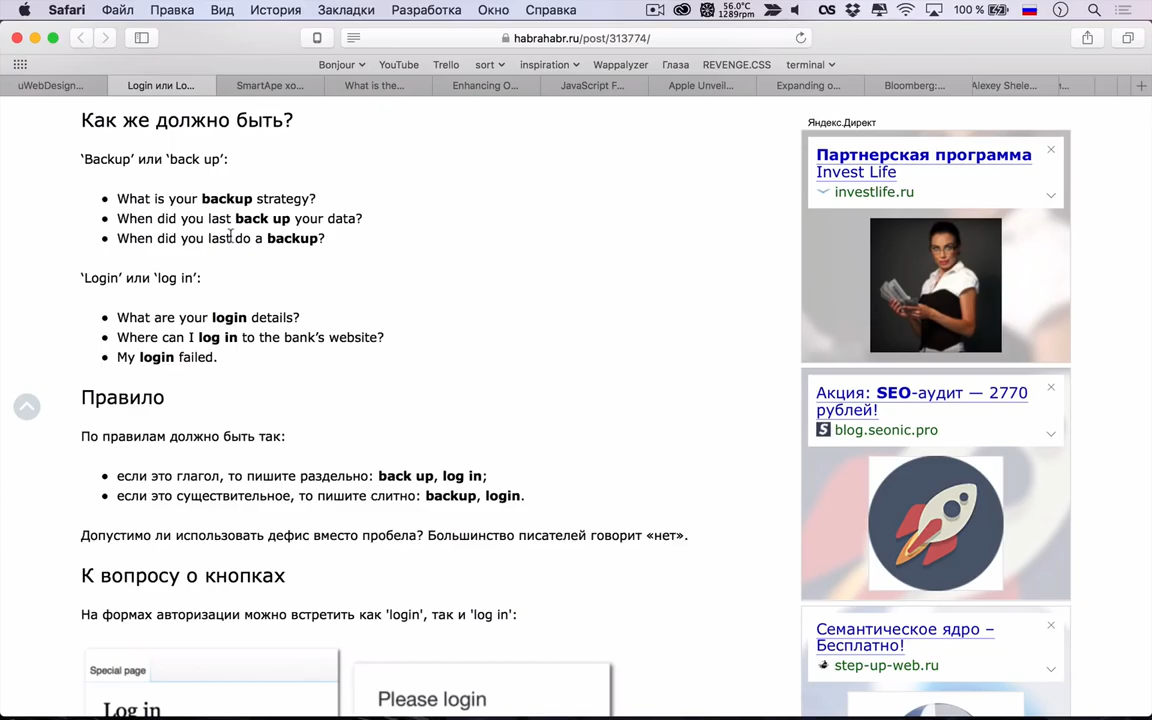 Safari Файл Правка Вид История Закладки Разработка Окно Справка 56.0°C 1289rpm 100 %
habrahabr.ru/post/313774/
Bonjour YouTube Trello sort inspiration Wappalyzer Глаза REVENGE.CSS terminal
uWebDesign... Login или Lo... SmartApe хо... What is the... Enhancing O... JavaScript F... Apple Unveil... Expanding o... Bloomberg:... Alexey Shele...
Как же должно быть?
‘Backup’ или ‘back up’:
What is your backup strategy?
When did you last back up your data?
When did you last do a backup?
‘Login’ или ‘log in’:
What are your login details?
Where can I log in to the bank’s website?
My login failed.
Правило
По правилам должно быть так:
если это глагол, то пишите раздельно: back up, log in;
если это существительное, то пишите слитно: backup, login.
Допустимо ли использовать дефис вместо пробела? Большинство писателей говорит «нет».
К вопросу о кнопках
На формах авторизации можно встретить как 'login', так и 'log in':
Special page
Log in
Please login
Яндекс.Директ
Партнерская программа
Invest Life
investlife.ru
Акция: SEO-аудит — 2770
рублей!
S blog.seonic.pro
Семантическое ядро –
Бесплатно!
step-up-web.ru